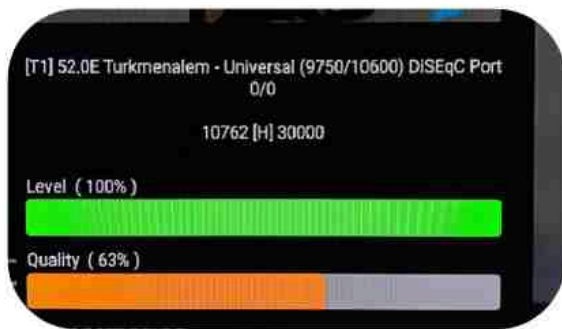 [T1] 52.0E Turkmenalem - Universal (9750/10600) DiSEqC Port
0/0
10762 [H] 30000
Level ( 100% )
Quality ( 63% )